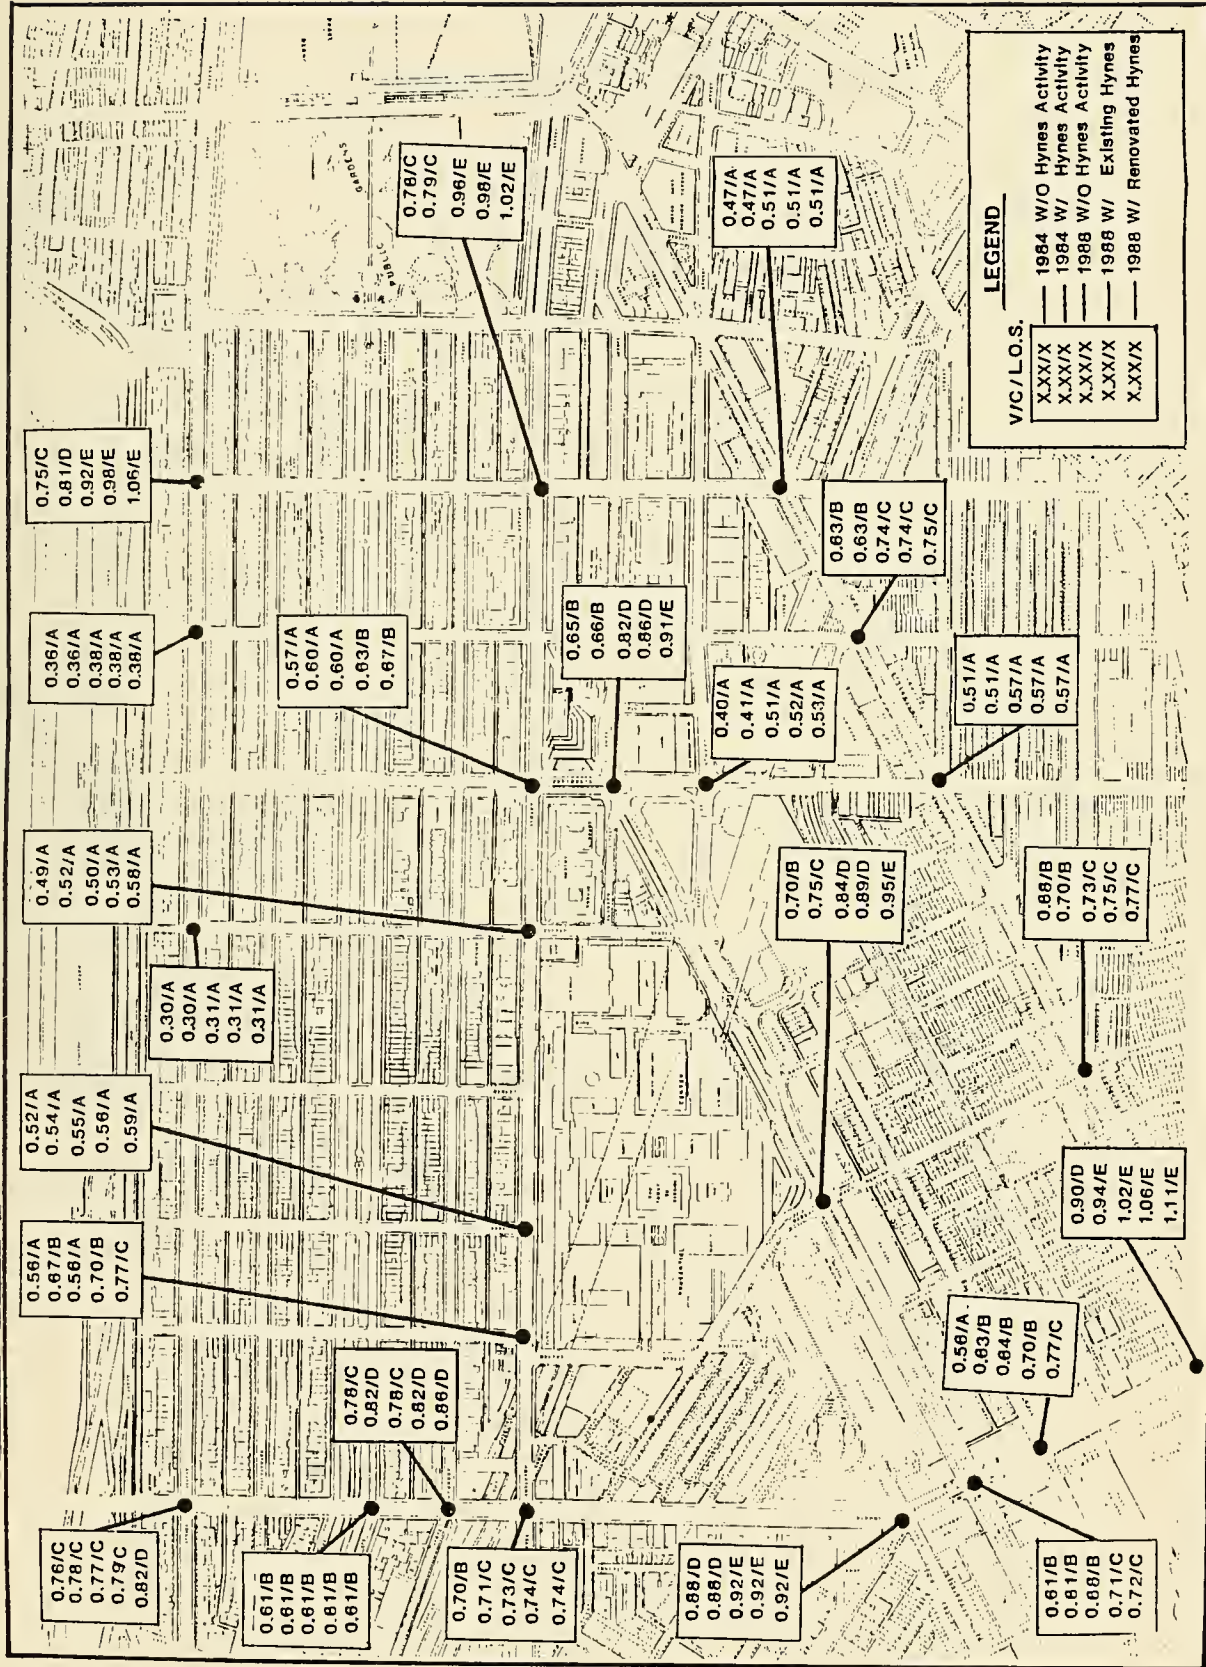 0.76/C
0.78/C
0.77/C
0.79'C
0.82/D
0.56/A
0.67/B
0.56/A
0.70/B
0.77/C
0.52/A
0.54/A
0.55/A
0.56/A
0.59/A
0.49/A
0.52/A
0.50/A
0.53/A
0.58/A
0.36/A
0.36/A
0.38/A
0.38/A
0.38/A
0.75/C
0.81/D
0.92/E
0.98/E
1.06/E
0.30/A
0.30/A
0.31/A
0.31/A
0.31/A
0.61/B
0.61/B
0.61/B
0.61/B
0.61/B
0.78/C
0.82/D
0.78/C
0.82/D
0.86/D
0.57/A
0.60/A
0.60/A
0.63/B
0.67/B
PUBLIC GARDENS
0.78/C
0.79/C
0.96/E
0.98/E
1.02/E
0.70/B
0.71/C
0.73/C
0.74/C
0.74/C
0.65/B
0.66/B
0.82/D
0.86/D
0.91/E
0.88/D
0.88/D
0.92/E
0.92/E
0.92/E
0.40/A
0.41/A
0.51/A
0.52/A
0.53/A
0.47/A
0.47/A
0.51/A
0.51/A
0.51/A
0.70/B
0.75/C
0.84/D
0.89/D
0.95/E
0.63/B
0.63/B
0.74/C
0.74/C
0.75/C
0.56/A
0.63/B
0.64/B
0.70/B
0.77/C
0.51/A
0.51/A
0.57/A
0.57/A
0.57/A
0.61/B
0.61/B
0.68/B
0.71/C
0.72/C
0.90/D
0.94/E
1.02/E
1.06/E
1.11/E
0.68/B
0.70/B
0.73/C
0.75/C
0.77/C
LEGEND
V/C / L.O.S.
X.XX/X — 1984 W/O Hynes Activity
X.XX/X — 1984 W/ Hynes Activity
X.XX/X — 1988 W/O Hynes Activity
X.XX/X — 1988 W/ Existing Hynes
X.XX/X — 1988 W/ Renovated Hynes